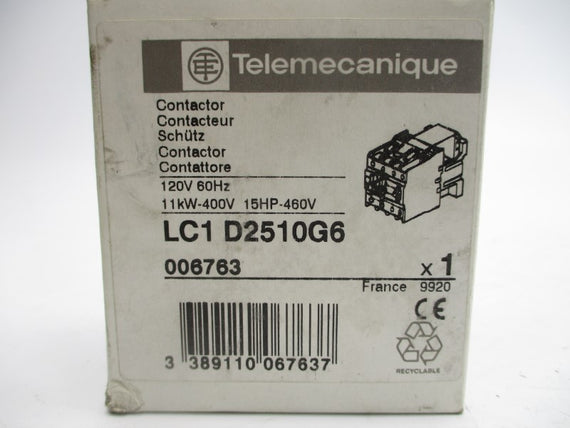 Telemecanique
Contactor
Contacteur
Schütz
Contactor
Contattore
120V 60Hz
11kW-400V 15HP-460V
LC1 D2510G6
006763 x 1
France 9920
CE
RECYCLABLE
3 389110 067637